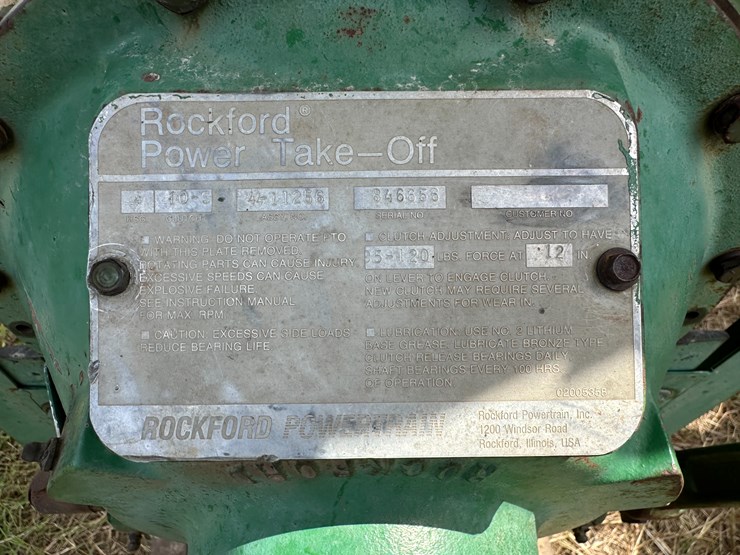 Rockford®
Power Take-Off
4-11256 346656
SERIAL NO. CUSTOMER NO.
■ WARNING: DO NOT OPERATE PTO
WITH THIS PLATE REMOVED.
ROTATING PARTS CAN CAUSE INJURY.
EXCESSIVE SPEEDS CAN CAUSE
EXPLOSIVE FAILURE.
SEE INSTRUCTION MANUAL
FOR MAX. RPM.
■ CAUTION: EXCESSIVE SIDE LOADS
REDUCE BEARING LIFE
■ CLUTCH ADJUSTMENT: ADJUST TO HAVE
LBS. FORCE AT 12 IN
OF LEVER TO ENGAGE CLUTCH.
NEW CLUTCH MAY REQUIRE SEVERAL
ADJUSTMENTS FOR WEAR IN.
■ LUBRICATION: USE NO. 2 LITHIUM
BASE GREASE. LUBRICATE BRONZE TYPE
CLUTCH RELEASE BEARINGS DAILY
SHAFT BEARINGS EVERY 100 HRS
OF OPERATION.
ROCKFORD POWERTRAIN
Rockford Powertrain, Inc.
1200 Windsor Road
Rockford, Illinois, USA